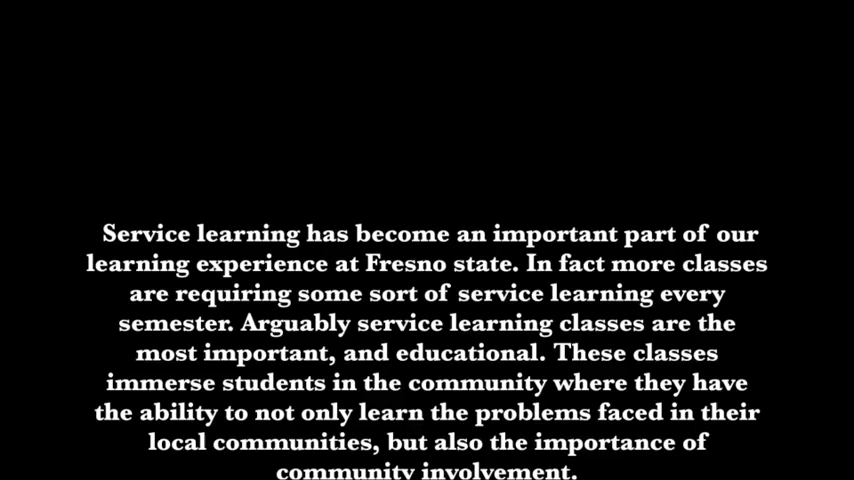 Service learning has become an important part of our
learning experience at Fresno state. In fact more classes
are requiring some sort of service learning every
semester. Arguably service learning classes are the
most important, and educational. These classes
immerse students in the community where they have
the ability to not only learn the problems faced in their
local communities, but also the importance of
community involvement.